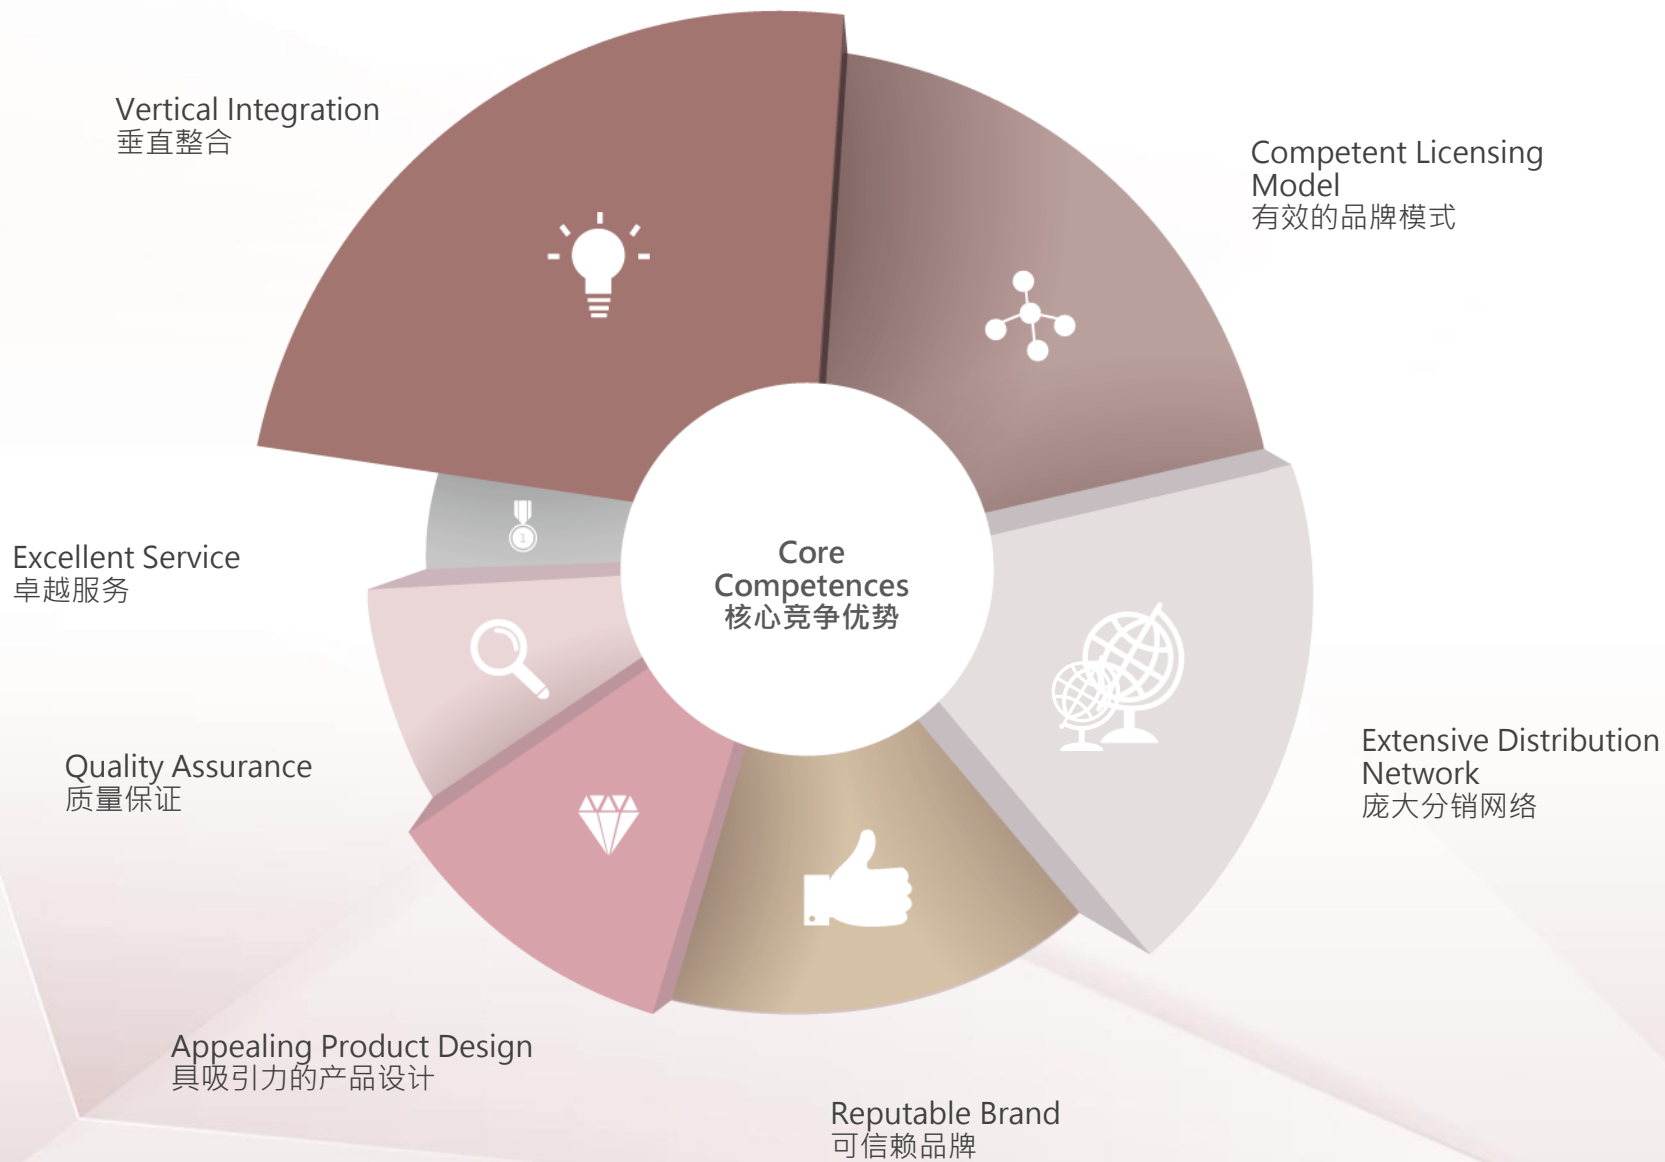 Vertical Integration
垂直整合
Competent Licensing
Model
有效的品牌模式
Core
Competences
核心竞争优势
Excellent Service
卓越服务
1
Quality Assurance
质量保证
Extensive Distribution
Network
庞大分销网络
Appealing Product Design
具吸引力的产品设计
Reputable Brand
可信赖品牌